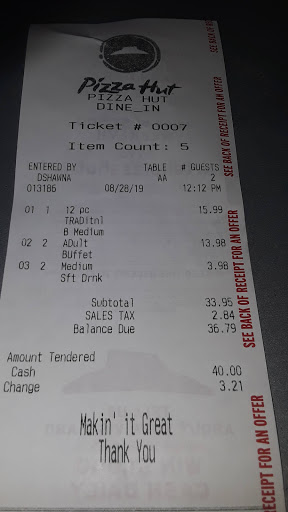 Pizza Hut
PIZZA HUT
DINE_IN
Ticket # 0007
Item Count: 5
ENTERED BY TABLE # GUESTS
DSHAWNA AA 2
013186 08/28/19 12:12 PM
01 1 12 pc 15.99
TRADitnl
B Medium
02 2 ADult 13.98
BUffet
03 2 Medium 3.98
Sft Drnk
Subtotal 33.95
SALES TAX 2.84
Balance Due 36.79
Amount Tendered
Cash 40.00
Change 3.21
Makin' it Great
Thank You
SEE BACK OF RECEIPT FOR AN OFFER
SEE BACK OF RECEIPT FOR AN OFFER
RECEIPT FOR AN OFFER